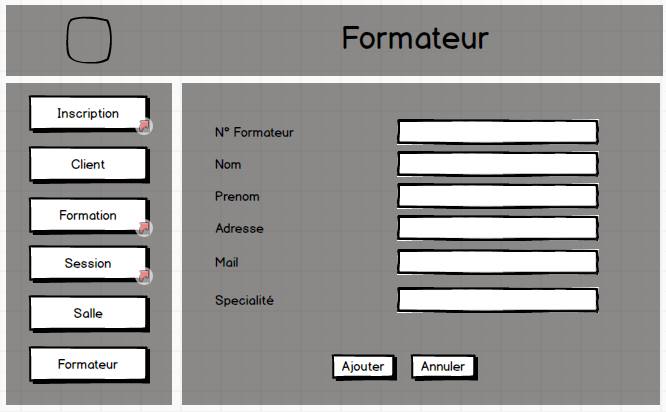 Formateur
Inscription
Client
Formation
Session
Salle
Formateur
N° Formateur
Nom
Prenom
Adresse
Mail
Specialité
Ajouter
Annuler